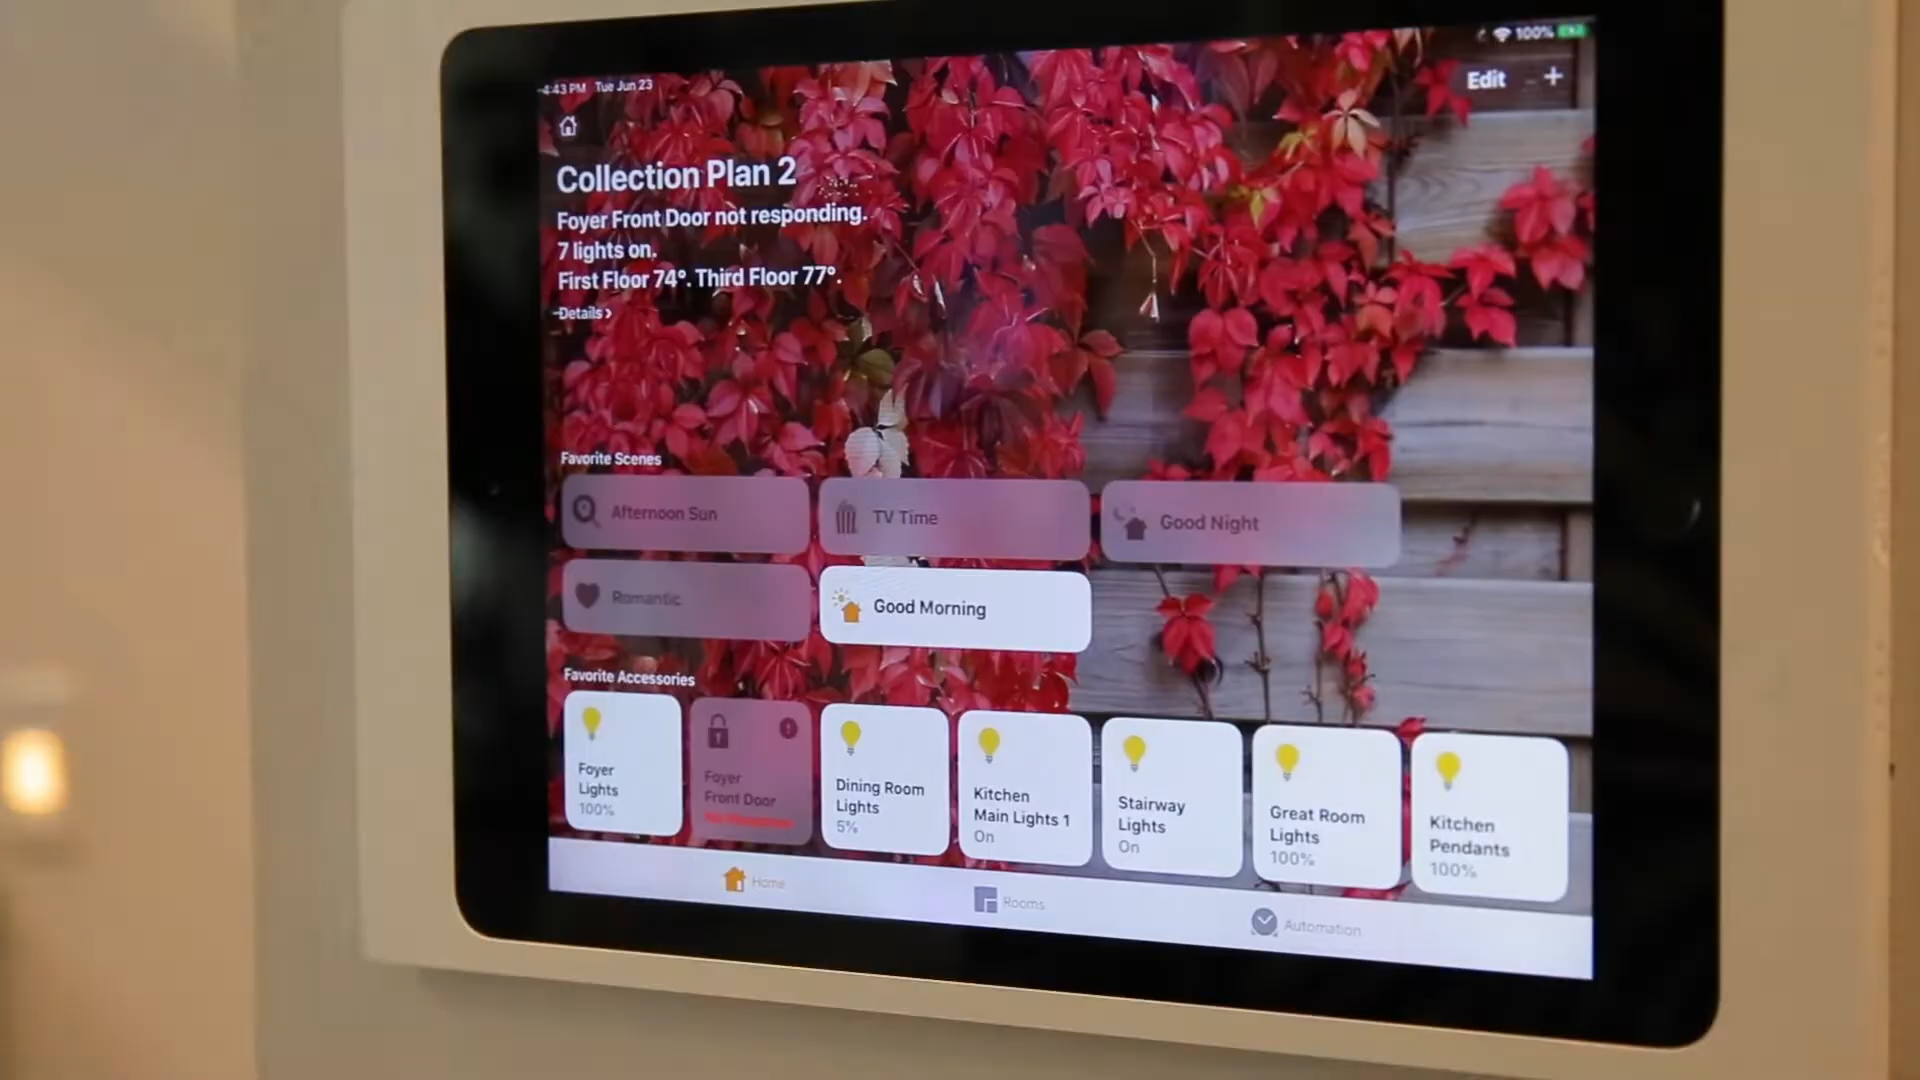 4:43 PM Tue Jun 23
100%
Edit +
Collection Plan 2
Foyer Front Door not responding.
7 lights on.
First Floor 74°. Third Floor 77°.
Details ›
Favorite Scenes
Afternoon Sun
TV Time
Good Night
Romantic
Good Morning
Favorite Accessories
Foyer
Lights
100%
Foyer
Front Door
Dining Room
Lights
5%
Kitchen
Main Lights 1
On
Stairway
Lights
On
Great Room
Lights
100%
Kitchen
Pendants
100%
Home
Rooms
Automation